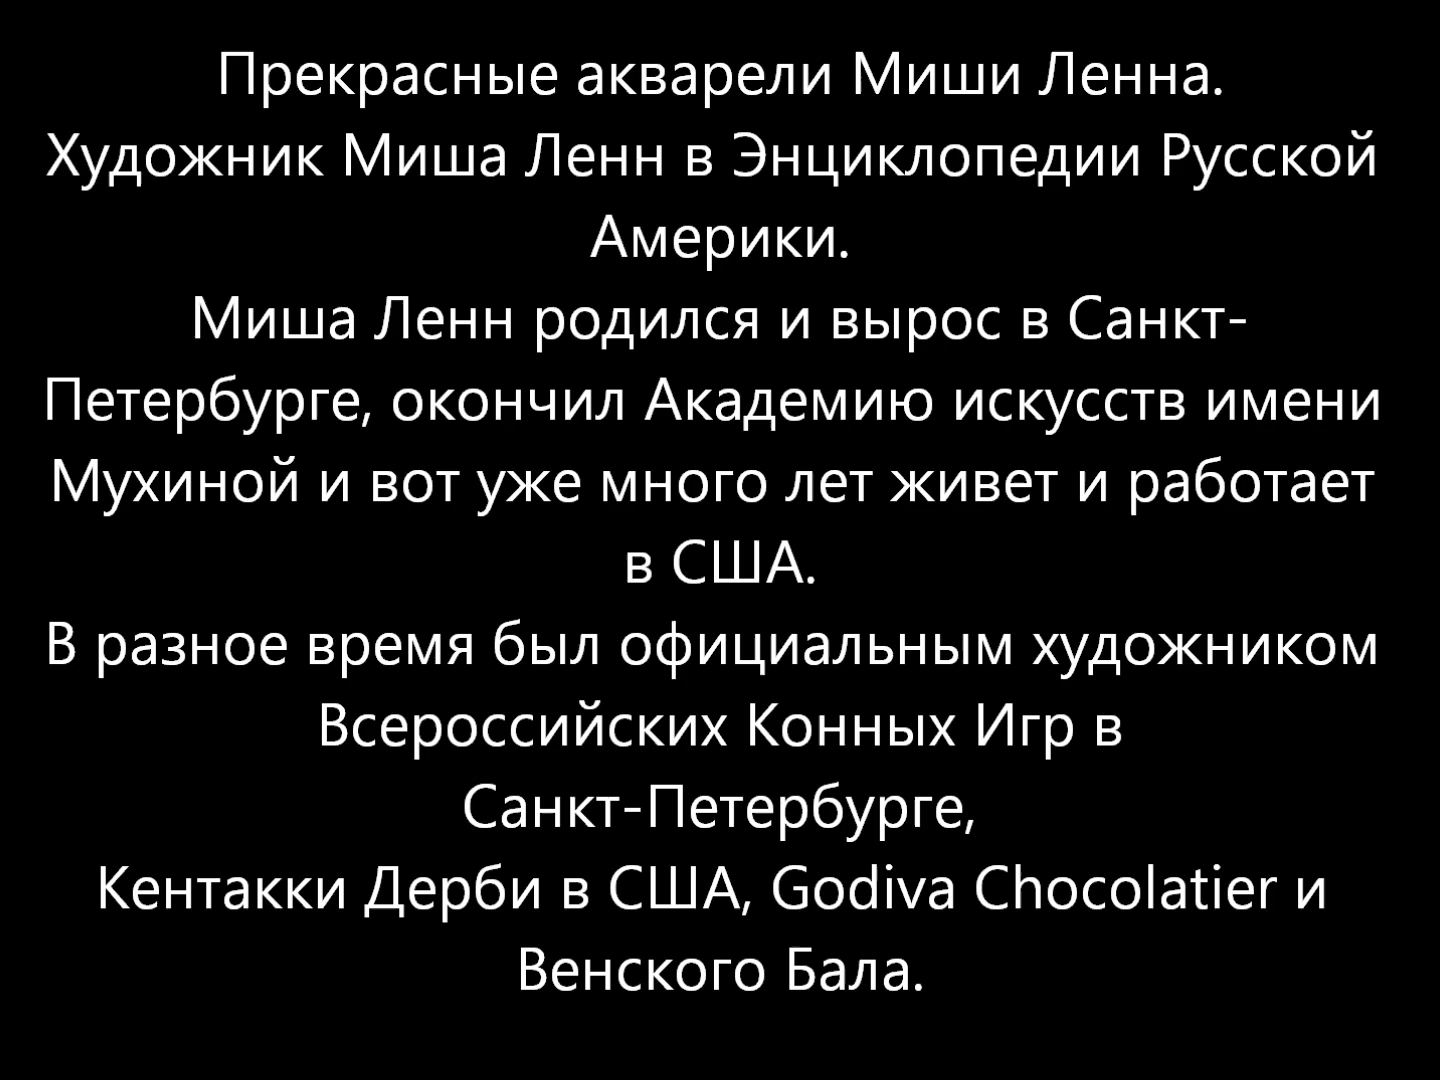 Прекрасные акварели Миши Ленна.
Художник Миша Ленн в Энциклопедии Русской
Америки.
Миша Ленн родился и вырос в Санкт-
Петербурге, окончил Академию искусств имени
Мухиной и вот уже много лет живет и работает
в США.
В разное время был официальным художником
Всероссийских Конных Игр в
Санкт-Петербурге,
Кентакки Дерби в США, Godiva Chocolatier и
Венского Бала.